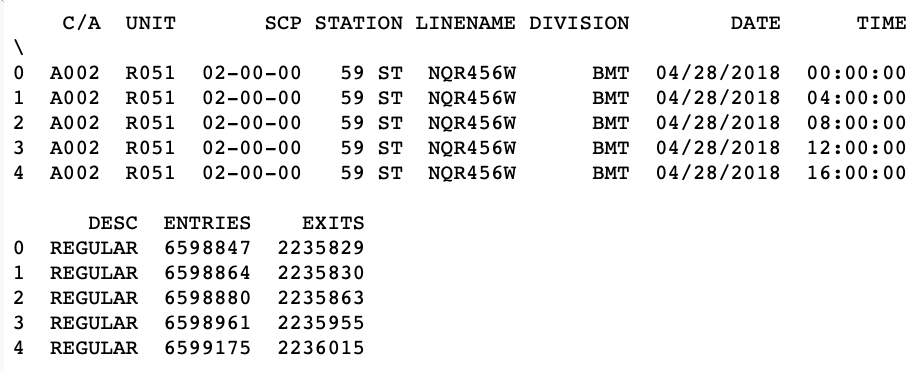 C/A UNIT SCP STATION LINENAME DIVISION DATE TIME
\
0 A002 R051 02-00-00 59 ST NQR456W BMT 04/28/2018 00:00:00
1 A002 R051 02-00-00 59 ST NQR456W BMT 04/28/2018 04:00:00
2 A002 R051 02-00-00 59 ST NQR456W BMT 04/28/2018 08:00:00
3 A002 R051 02-00-00 59 ST NQR456W BMT 04/28/2018 12:00:00
4 A002 R051 02-00-00 59 ST NQR456W BMT 04/28/2018 16:00:00
DESC ENTRIES EXITS
0 REGULAR 6598847 2235829
1 REGULAR 6598864 2235830
2 REGULAR 6598880 2235863
3 REGULAR 6598961 2235955
4 REGULAR 6599175 2236015